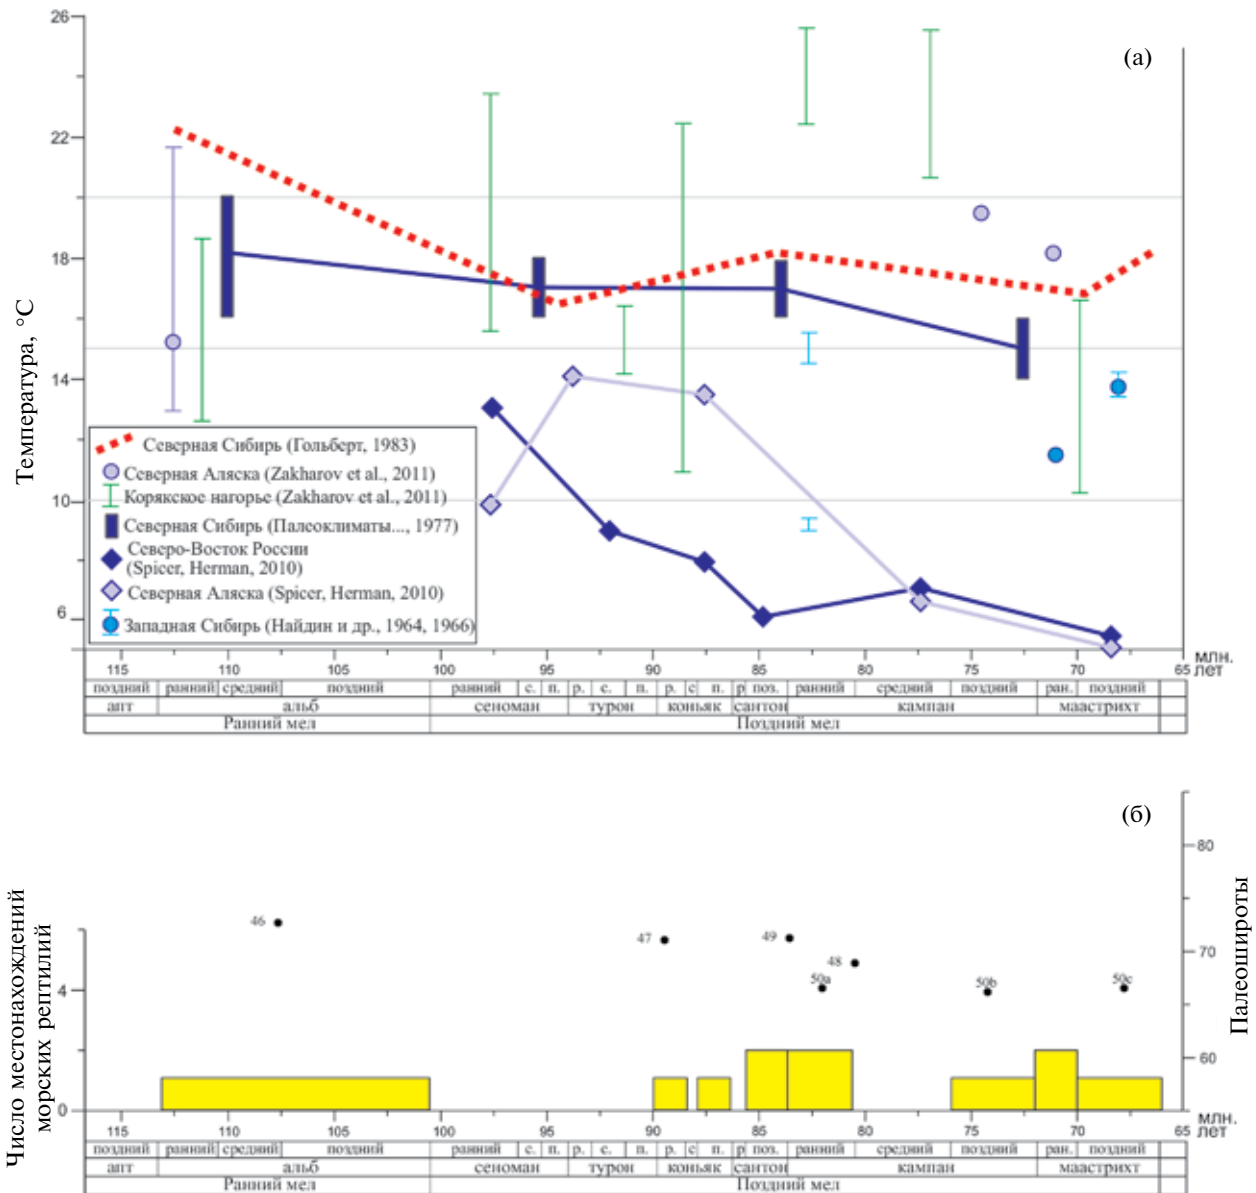 26
(а)
22
18
14
10
6
Температура, °C
Северная Сибирь (Гольберт, 1983)
Северная Аляска (Zakharov et al., 2011)
Корякское нагорье (Zakharov et al., 2011)
Северная Сибирь (Палеоклиматы..., 1977)
Северо-Восток России
(Spicer, Herman, 2010)
Северная Аляска (Spicer, Herman, 2010)
Западная Сибирь (Найдин и др., 1964, 1966)
115 110 105 100 95 90 85 80 75 70 65 млн. лет
поздний ранний средний поздний ранний с. п. р. с. п. р. с п. р поз. ранний средний поздний ран. поздний
апт альб сеноман турон коньяк сантон кампан маастрихт
Ранний мел Поздний мел
(б)
80
70
60
Палеошироты
46
47
49
48
50a
50b
50c
4
0
Число местонахождений
морских рептилий
115 110 105 100 95 90 85 80 75 70 65 млн. лет
поздний ранний средний поздний ранний с. п. р. с. п. р. с п. р поз. ранний средний поздний ран. поздний
апт альб сеноман турон коньяк сантон кампан маастрихт
Ранний мел Поздний мел